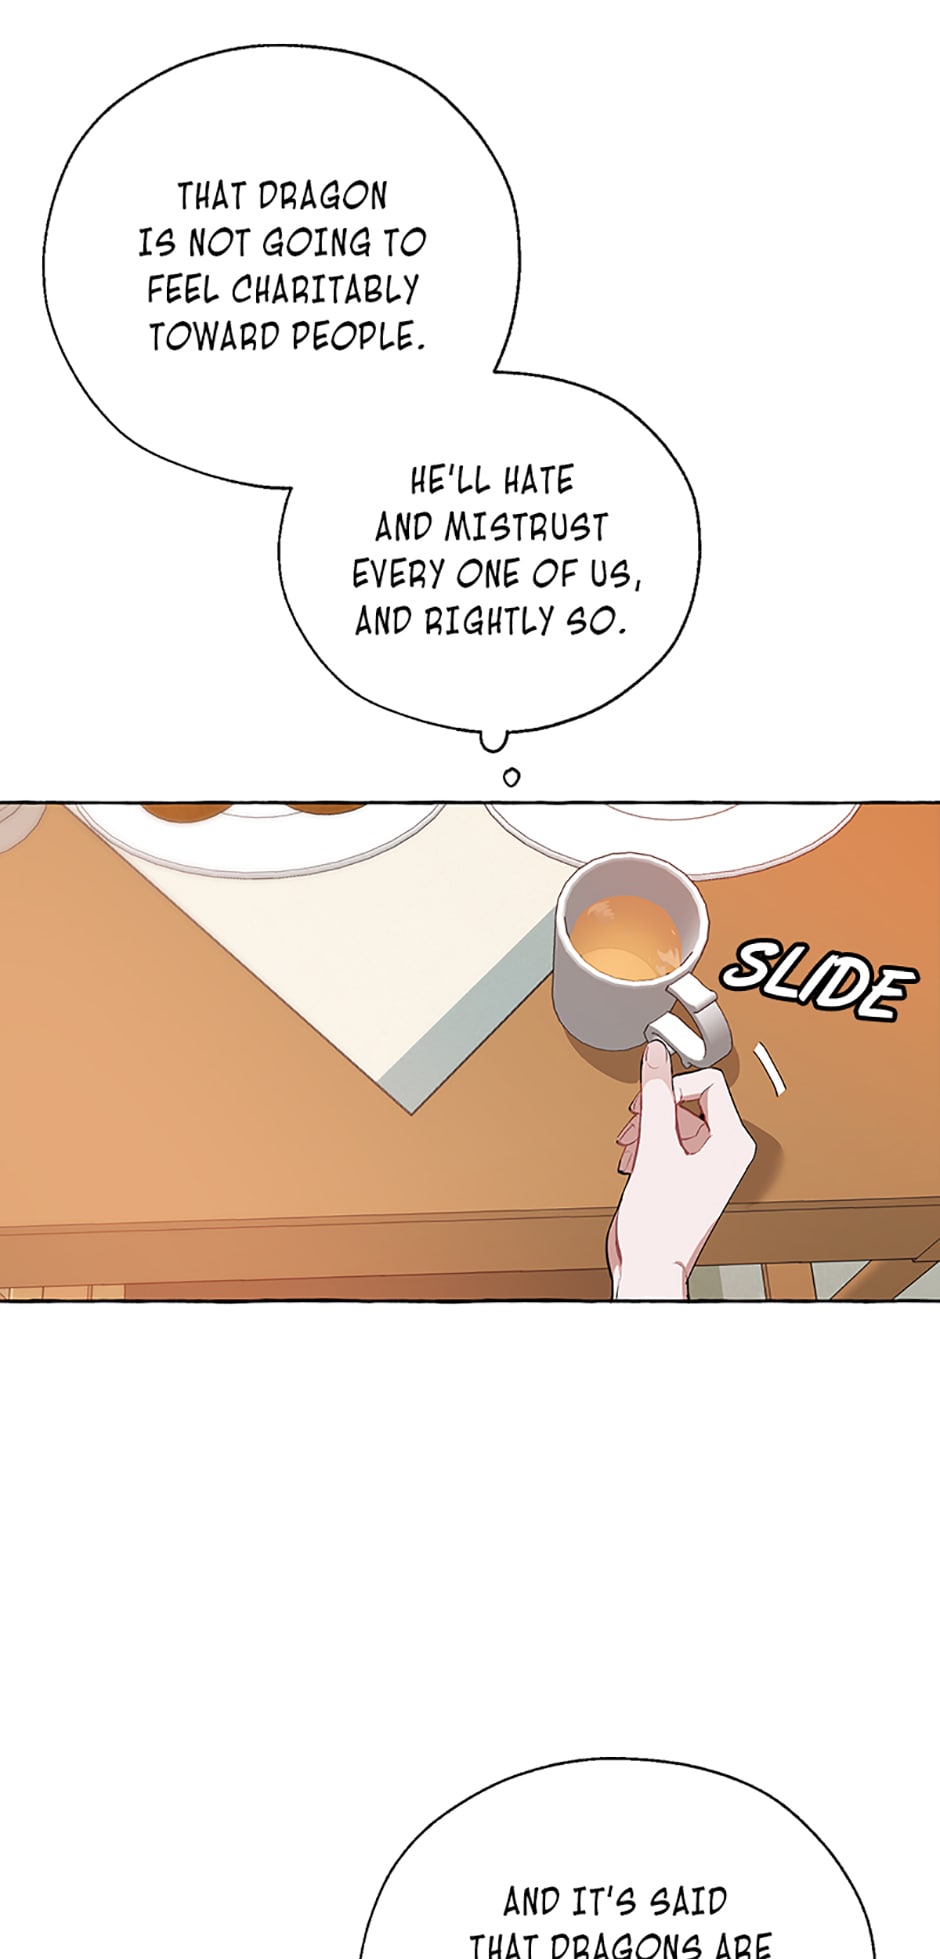 THAT DRAGON
IS NOT GOING TO
FEEL CHARITABLY
TOWARD PEOPLE.
HE'LL HATE
AND MISTRUST
EVERY ONE OF US,
AND RIGHTLY SO.
SLIDE
AND IT'S SAID
THAT DRAGONS ARE